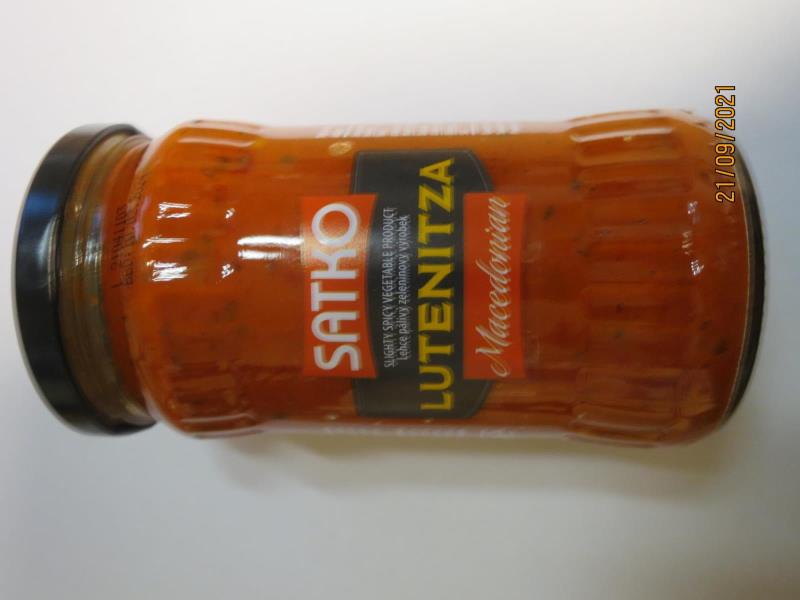 SATKO
SLIGHTY SPICY VEGETABLE PRODUCT
Lehce pálivý zeleninový výrobek
LUTENITZA
Macedonian
21/09/2021